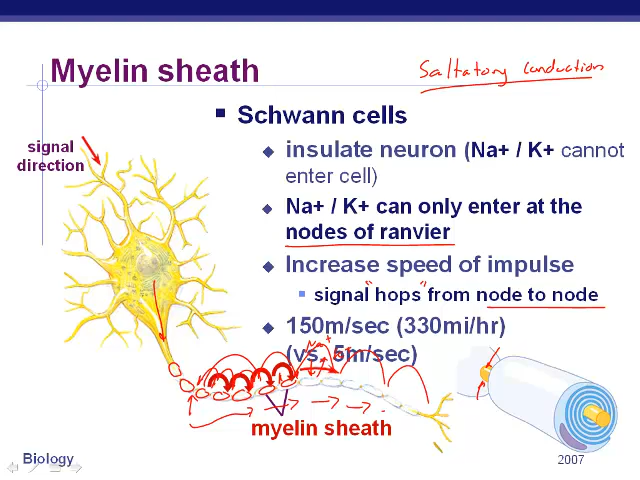 Myelin sheath
Saltatory conduction
Schwann cells
signal
direction
insulate neuron (Na+ / K+ cannot
enter cell)
Na+ / K+ can only enter at the
nodes of ranvier
Increase speed of impulse
signal "hops" from node to node
150m/sec (330mi/hr)
(vs. 5m/sec)
Na+
myelin sheath
Biology
2007